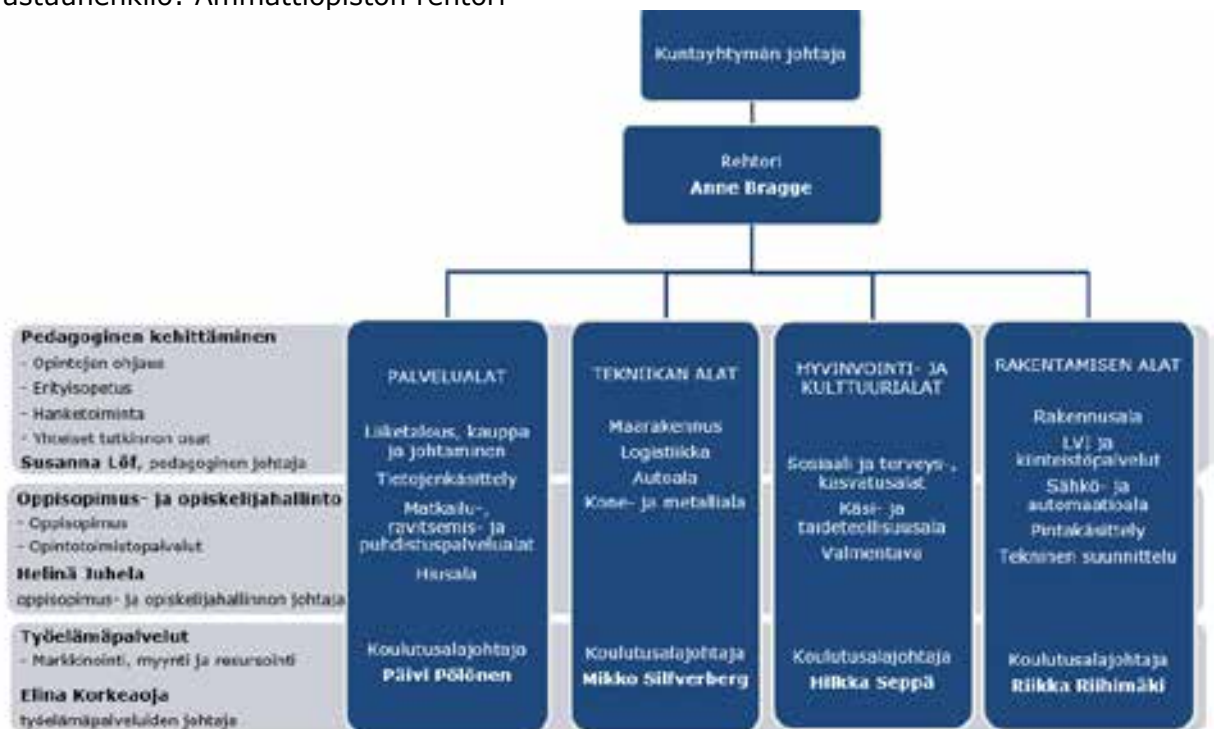 Ammattiopiston rehtori
Kuntayhtymän johtaja
Rehtori
Anne Bragge
Pedagoginen kehittäminen
- Opintojen ohjaus
- Erityisopetus
- Hanketoiminta
- Yhteiset tutkinnon osat
Susanna Löf, pedagoginen johtaja
Oppisopimus- ja opiskelijahallinto
- Oppisopimus
- Opintotoimistopalvelut
Helinä Juhela
oppisopimus- ja opiskelijahallinnon johtaja
Työelämäpalvelut
- Markkinointi, myynti ja resursointi
Elina Korkeaoja
työelämäpalveluiden johtaja
PALVELUALAT
Liiketalous, kauppa
ja johtaminen
Tietojenkäsittely
Matkailu-,
ravitsemis- ja
puhdistuspalvelualat
Hiusala
Koulutusalajohtaja
Päivi Pölönen
TEKNIIKAN ALAT
Maarakennus
Logistiikka
Autoala
Kone- ja metalliala
Koulutusalajohtaja
Mikko Silfverberg
HYVINVOINTI- JA
KULTTUURIALAT
Sosiaali ja terveys-,
kasvatusalat
Käsi- ja
taideteollisuusala
Valmentava
Koulutusalajohtaja
Hilkka Seppä
RAKENTAMISEN ALAT
Rakennusala
LVI ja
kiinteistöpalvelut
Sähkö- ja
automaatioala
Pintakäsittely
Tekninen suunnittelu
Koulutusalajohtaja
Riikka Riihimäki